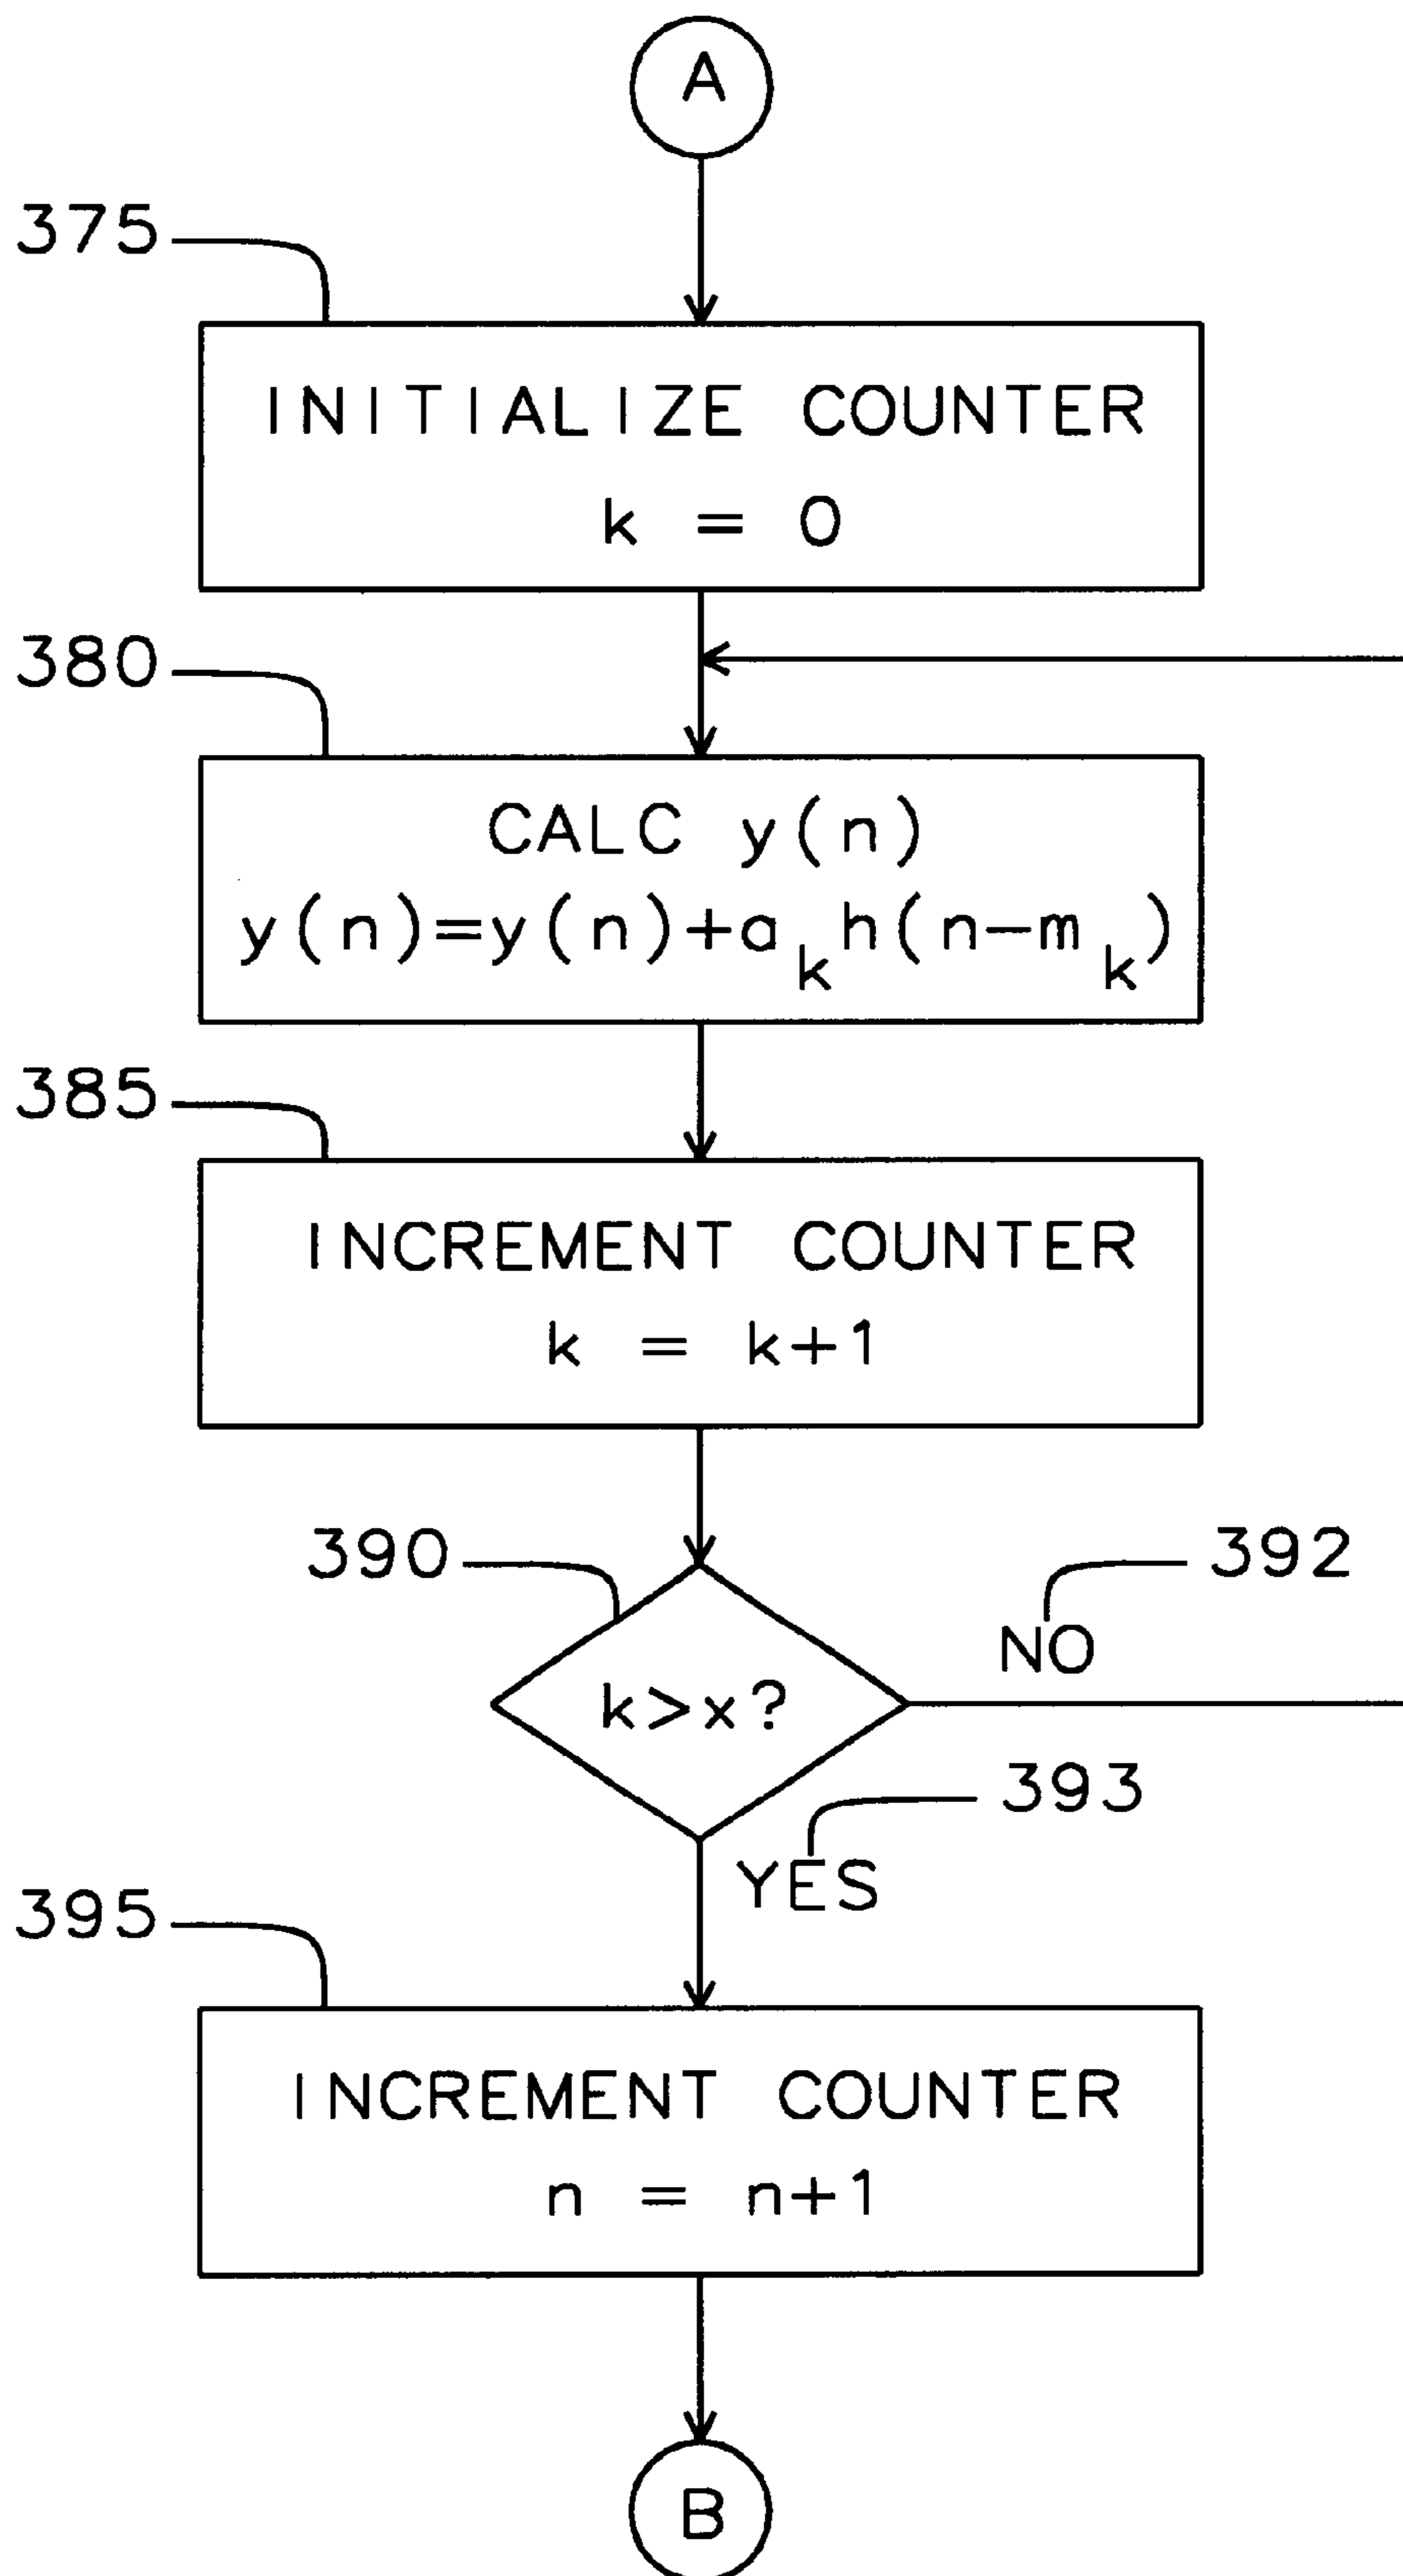 A
375
INITIALIZE COUNTER
k = 0
380
CALC y(n)
y(n)=y(n)+a_k h(n-m_k)
385
INCREMENT COUNTER
k = k+1
390
392
NO
k>x?
393
YES
395
INCREMENT COUNTER
n = n+1
B